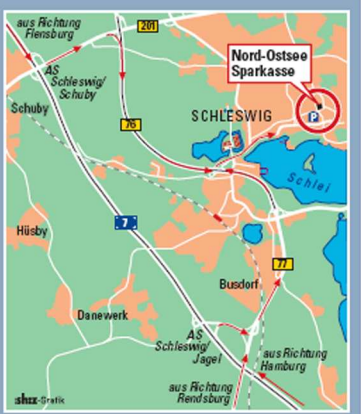 aus Richtung
Flensburg
201
Nord-Ostsee
Sparkasse
AS
Schleswig/
Schuby
Schuby
76
SCHLESWIG
P
Schlei
7
Hüsby
77
Busdorf
Danewerk
AS
Schleswig/
Jagel
aus Richtung
Hamburg
aus Richtung
Rendsburg
sh:z-Grafik